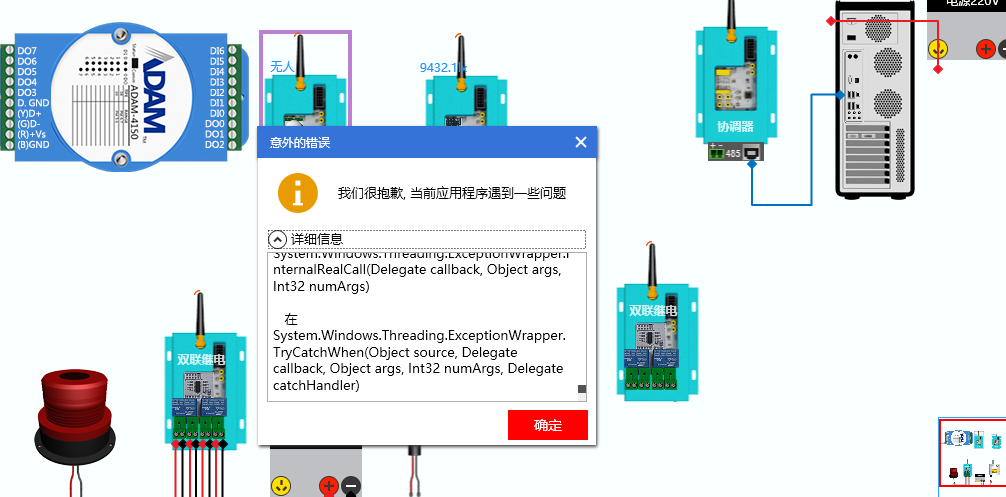 电源220V
DO7
DO6
DO5
DO4
DO3
D. GND
(Y)D+
(G)D-
(R)+Vs
(B)GND
ADAM
ADAM-4150
DI6
DI5
DI4
DI3
DI2
DI1
DI0
DO0
DO1
DO2
无人
9432.1
协调器
485
意外的错误
我们很抱歉, 当前应用程序遇到一些问题
详细信息
System.Windows.Threading.ExceptionWrapper.I
nternalRealCall(Delegate callback, Object args,
Int32 numArgs)
在
System.Windows.Threading.ExceptionWrapper.
TryCatchWhen(Object source, Delegate
callback, Object args, Int32 numArgs, Delegate
catchHandler)
确定
双联继电
双联继电